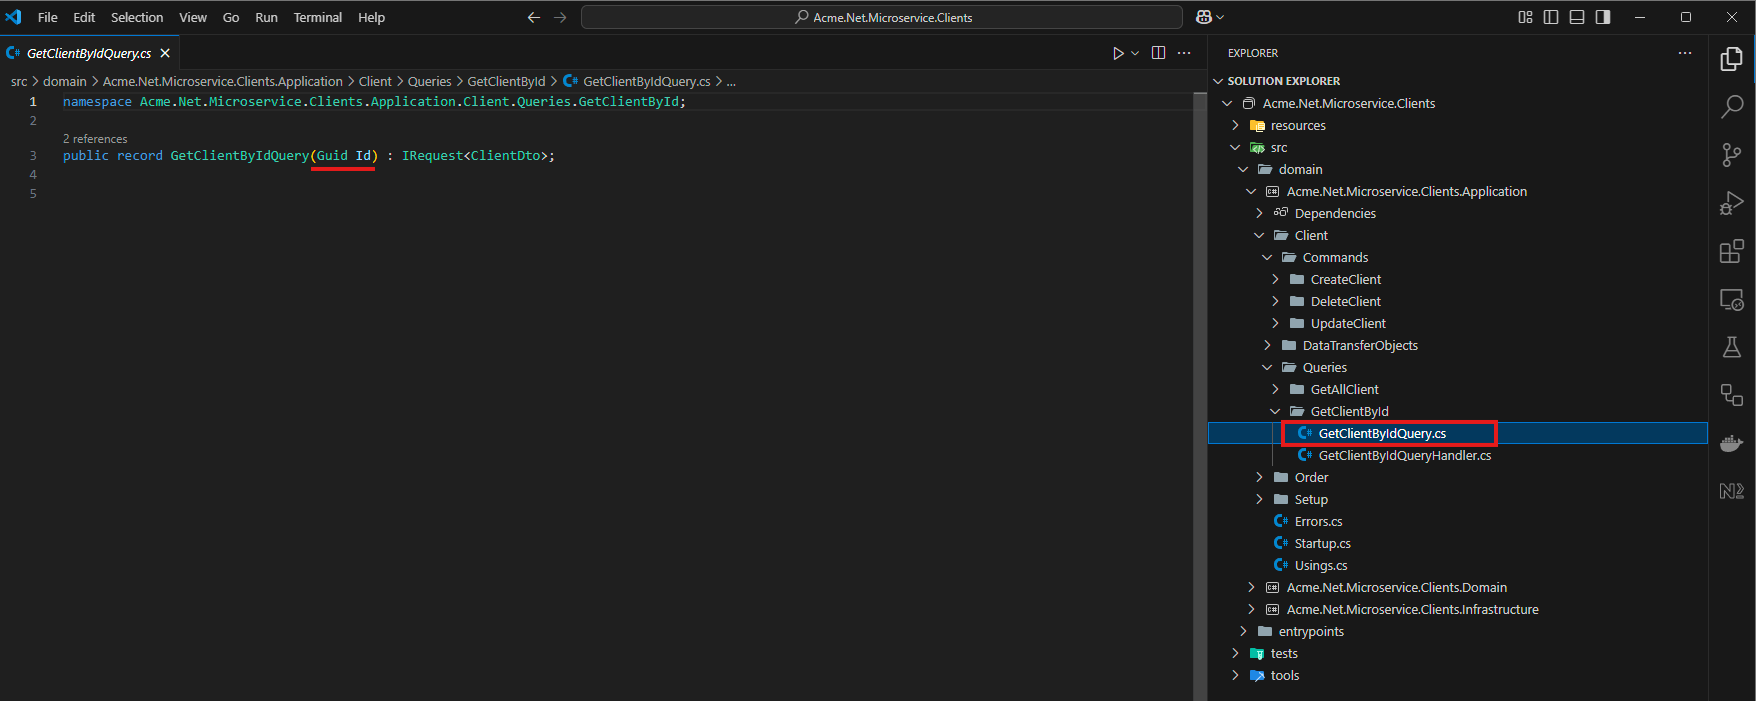 File Edit Selection View Go Run Terminal Help
Acme.Net.Microservice.Clients
GetClientByIdQuery.cs
src > domain > Acme.Net.Microservice.Clients.Application > Client > Queries > GetClientById > GetClientByIdQuery.cs > ...
1 namespace Acme.Net.Microservice.Clients.Application.Client.Queries.GetClientById;
2
2 references
3 public record GetClientByIdQuery(Guid Id) : IRequest<ClientDto>;
4
5
EXPLORER
SOLUTION EXPLORER
Acme.Net.Microservice.Clients
resources
src
domain
Acme.Net.Microservice.Clients.Application
Dependencies
Client
Commands
CreateClient
DeleteClient
UpdateClient
DataTransferObjects
Queries
GetAllClient
GetClientById
GetClientByIdQuery.cs
GetClientByIdQueryHandler.cs
Order
Setup
Errors.cs
Startup.cs
Usings.cs
Acme.Net.Microservice.Clients.Domain
Acme.Net.Microservice.Clients.Infrastructure
entrypoints
tests
tools